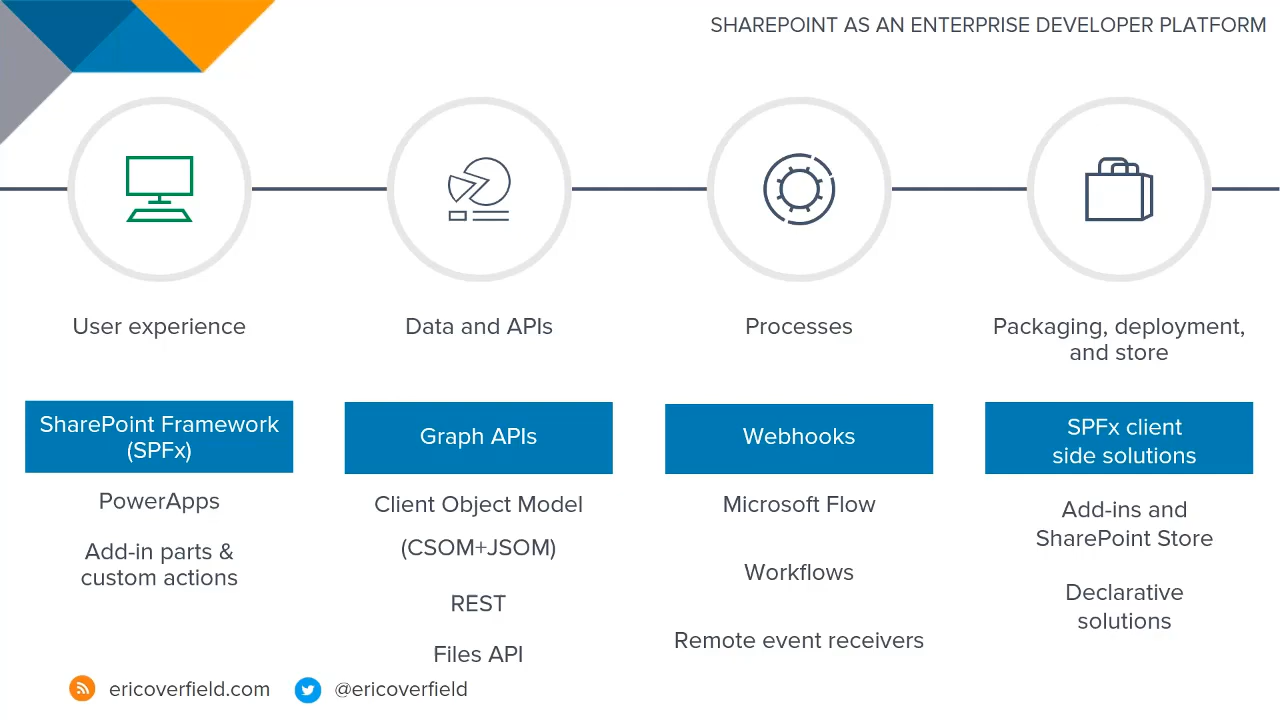 SHAREPOINT AS AN ENTERPRISE DEVELOPER PLATFORM
User experience
Data and APIs
Processes
Packaging, deployment,
and store
SharePoint Framework
(SPFx)
PowerApps
Add-in parts &
custom actions
Graph APIs
Client Object Model
(CSOM+JSOM)
REST
Files API
Webhooks
Microsoft Flow
Workflows
Remote event receivers
SPFx client
side solutions
Add-ins and
SharePoint Store
Declarative
solutions
ericoverfield.com
@ericoverfield